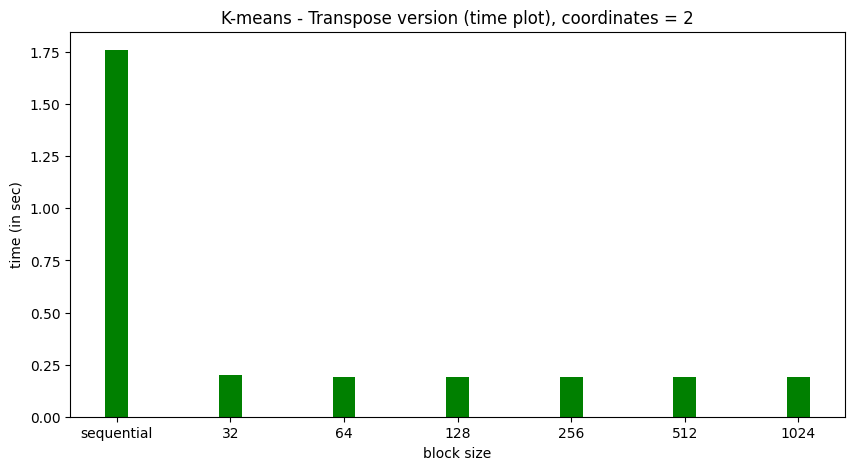 K-means - Transpose version (time plot), coordinates = 2
1.75
1.50
1.25
1.00
0.75
0.50
0.25
0.00
time (in sec)
sequential 32 64 128 256 512 1024
block size